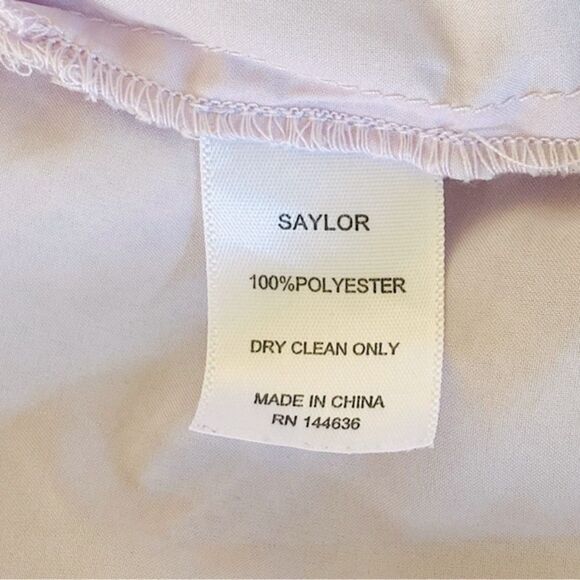 SAYLOR
100%POLYESTER
DRY CLEAN ONLY
MADE IN CHINA
RN 144636